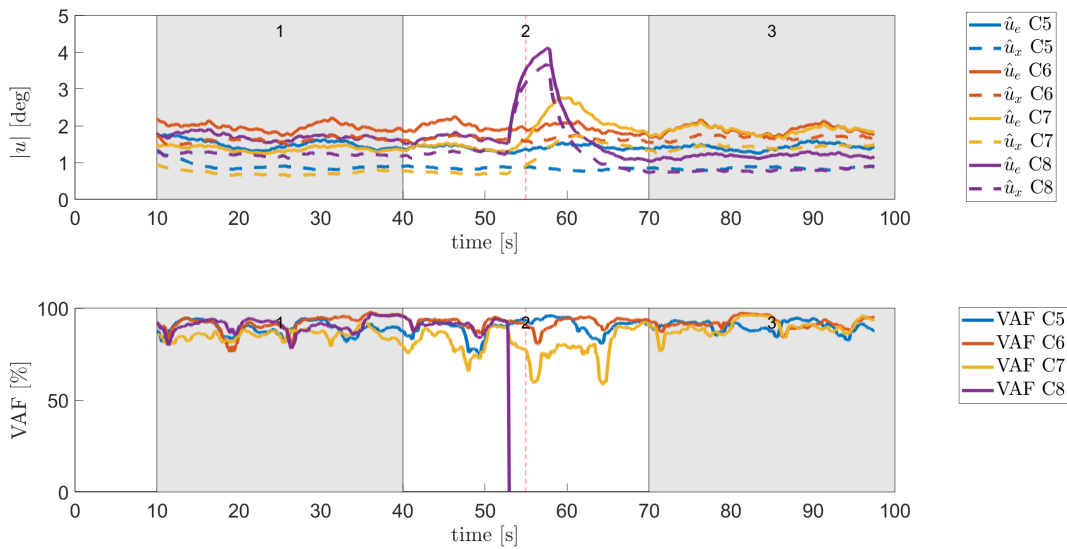 5
4
3
2
1
0
|u| [deg]
1
2
3
0 10 20 30 40 50 60 70 80 90 100
time [s]
û_e C5
û_x C5
û_e C6
û_x C6
û_e C7
û_x C7
û_e C8
û_x C8
100
50
0
VAF [%]
1
2
3
0 10 20 30 40 50 60 70 80 90 100
time [s]
VAF C5
VAF C6
VAF C7
VAF C8